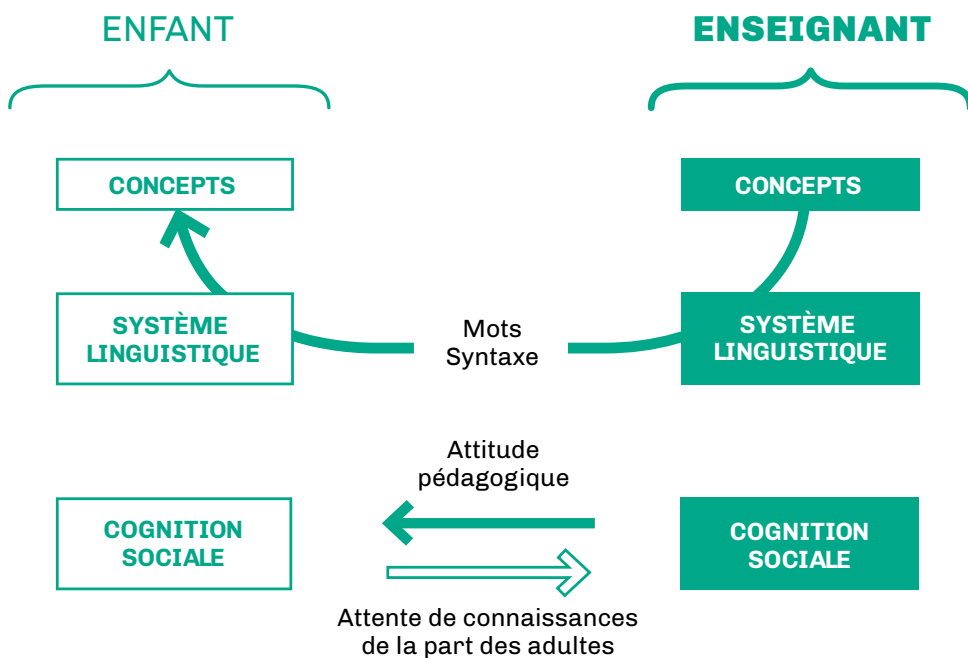 ENFANT
ENSEIGNANT
CONCEPTS
CONCEPTS
SYSTÈME
LINGUISTIQUE
Mots
Syntaxe
SYSTÈME
LINGUISTIQUE
Attitude
pédagogique
COGNITION
SOCIALE
COGNITION
SOCIALE
Attente de connaissances
de la part des adultes